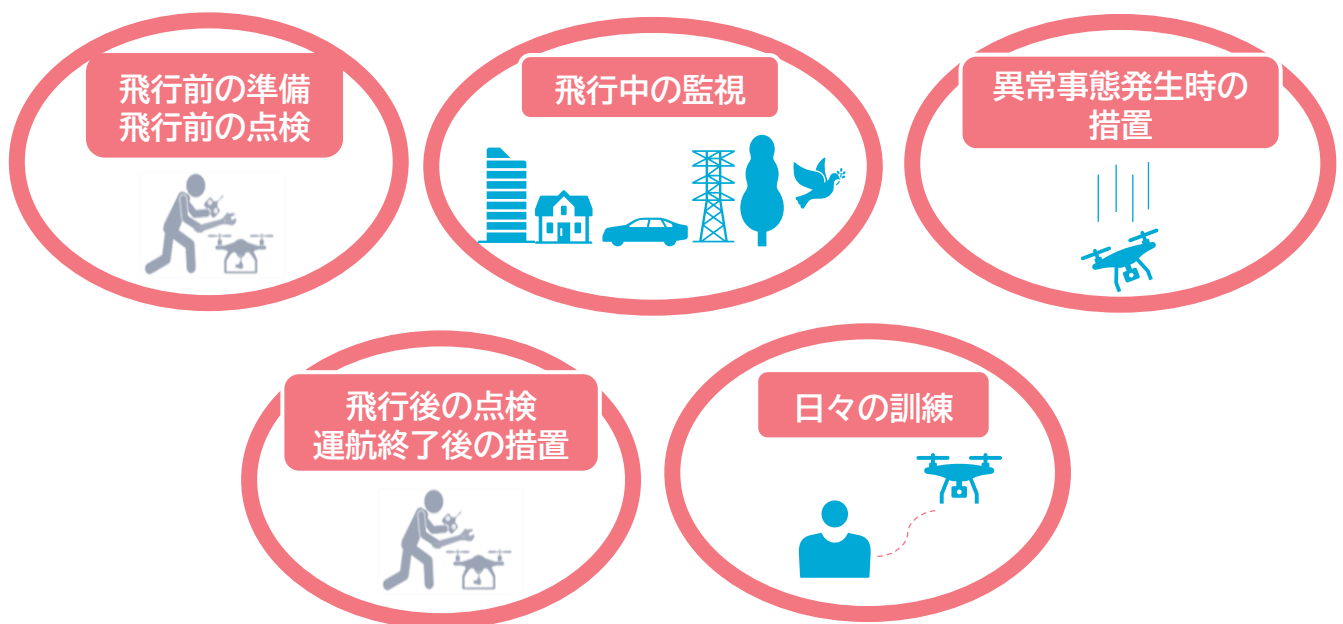 飛行前の準備
飛行前の点検
飛行中の監視
異常事態発生時の
措置
飛行後の点検
運航終了後の措置
日々の訓練